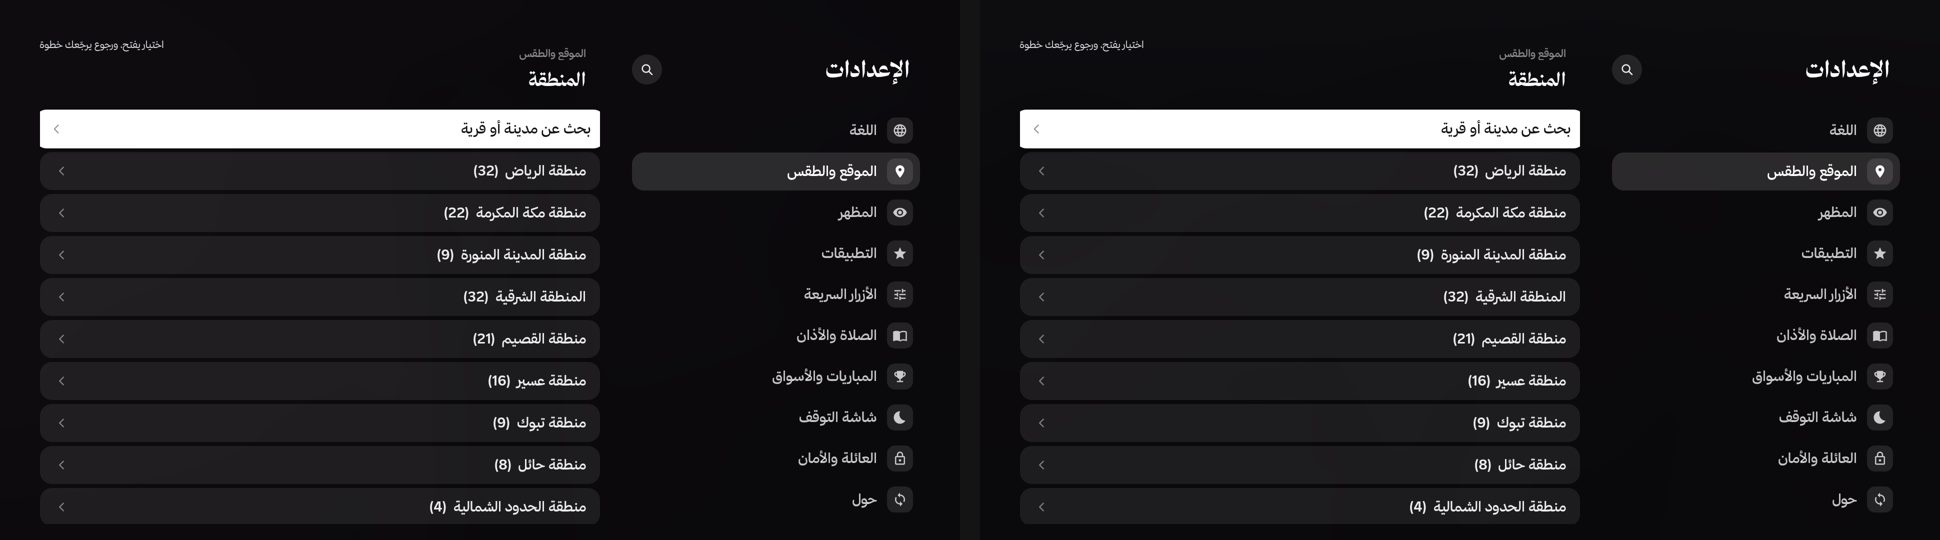 الإعدادات
اللغة
الموقع والطقس
المظهر
التطبيقات
الأزرار السريعة
الصلاة والأذان
المباريات والأسواق
شاشة التوقف
العائلة والأمان
حول
اختيار يفتح. ورجوع يرجّعك خطوة
الموقع والطقس
المنطقة
بحث عن مدينة أو قرية
منطقة الرياض (32)
منطقة مكة المكرمة (22)
منطقة المدينة المنورة (9)
المنطقة الشرقية (32)
منطقة القصيم (21)
منطقة عسير (16)
منطقة تبوك (9)
منطقة حائل (8)
منطقة الحدود الشمالية (4)
الإعدادات
اللغة
الموقع والطقس
المظهر
التطبيقات
الأزرار السريعة
الصلاة والأذان
المباريات والأسواق
شاشة التوقف
العائلة والأمان
حول
اختيار يفتح. ورجوع يرجّعك خطوة
الموقع والطقس
المنطقة
بحث عن مدينة أو قرية
منطقة الرياض (32)
منطقة مكة المكرمة (22)
منطقة المدينة المنورة (9)
المنطقة الشرقية (32)
منطقة القصيم (21)
منطقة عسير (16)
منطقة تبوك (9)
منطقة حائل (8)
منطقة الحدود الشمالية (4)